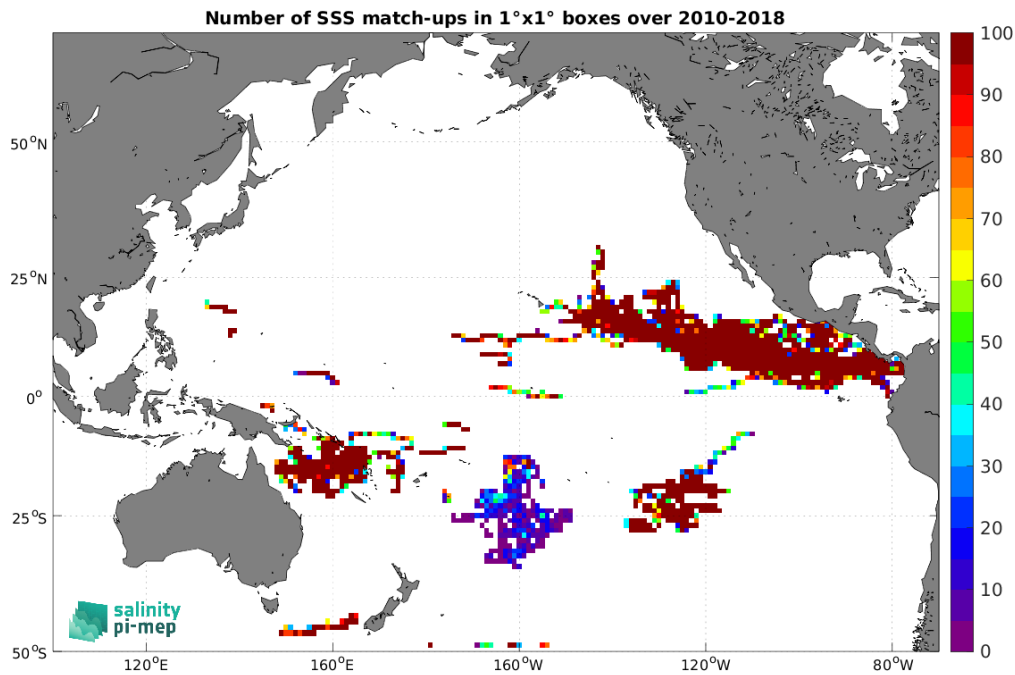 Number of SSS match-ups in 1°x1° boxes over 2010-2018
50°N
25°N
0°
25°S
50°S
120°E
160°E
160°W
120°W
80°W
100
90
80
70
60
50
40
30
20
10
0
salinity
pi-mep